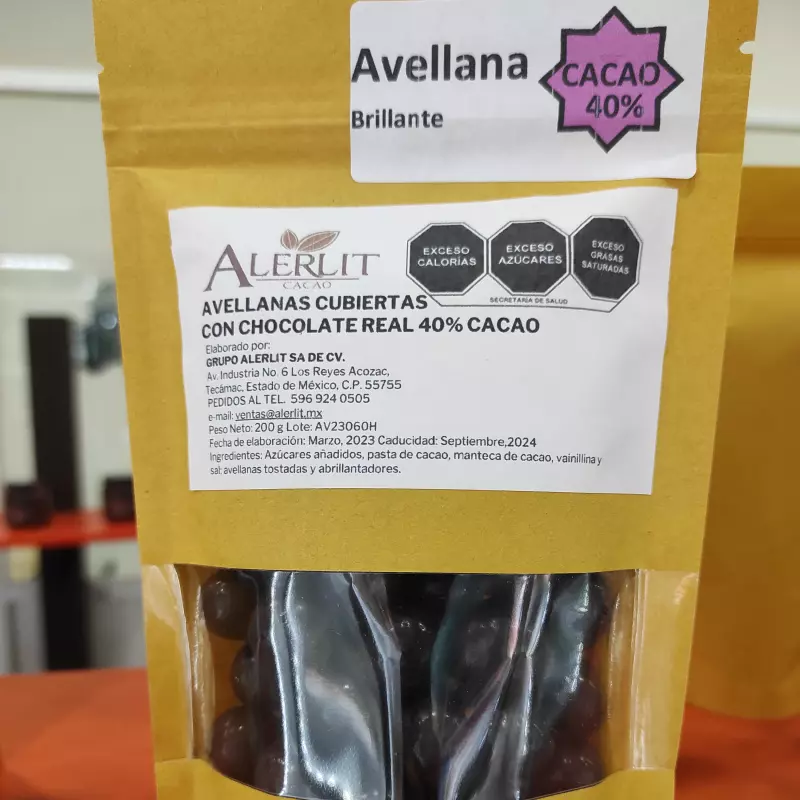 Avellana
Brillante
CACAO
40%
ALERLIT
CACAO
EXCESO
CALORÍAS
EXCESO
AZÚCARES
EXCESO
GRASAS
SATURADAS
SECRETARÍA DE SALUD
AVELLANAS CUBIERTAS
CON CHOCOLATE REAL 40% CACAO
Elaborado por:
GRUPO ALERLIT SA DE CV.
Av. Industria No. 6 Los Reyes Acozac,
Tecámac, Estado de México, C.P. 55755
PEDIDOS AL TEL. 596 924 0505
e-mail: ventas@alerlit.mx
Peso Neto: 200 g Lote: AV23060H
Fecha de elaboración: Marzo, 2023 Caducidad: Septiembre,2024
Ingredientes: Azúcares añadidos, pasta de cacao, manteca de cacao, vainillina y
sal; avellanas tostadas y abrillantadores.